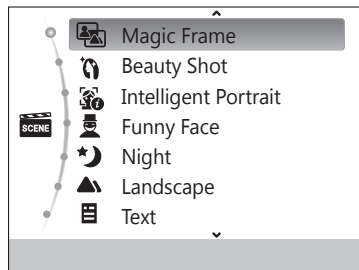 Magic Frame
Beauty Shot
Intelligent Portrait
Funny Face
SCENE
Night
Landscape
Text